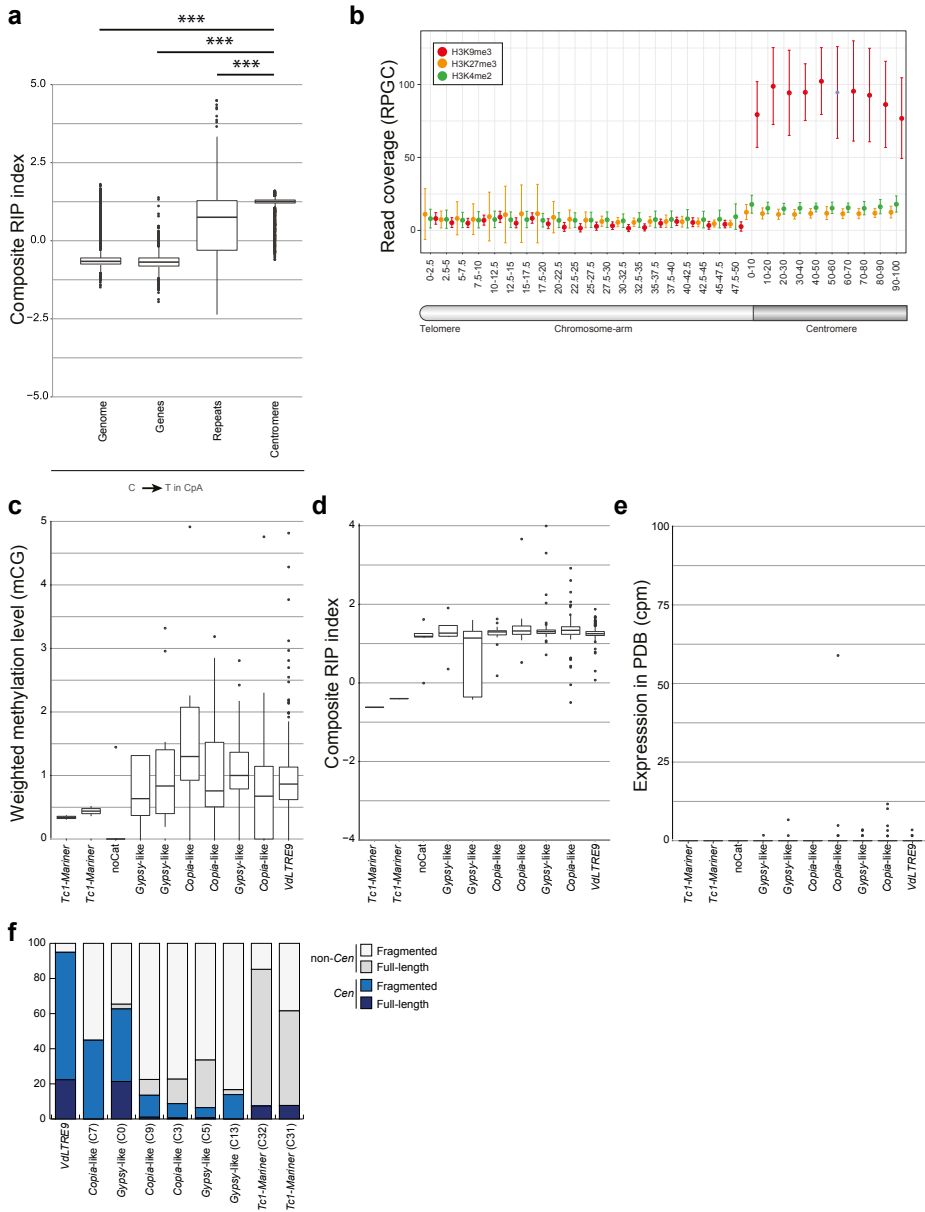 a
***
***
***
5.0
2.5
0.0
−2.5
−5.0
Composite RIP index
Genome
Genes
Repeats
Centromere
C → T in CpA
b
H3K9me3
H3K27me3
H3K4me2
Read coverage (RPGC)
100
50
0
0-2.5
2.5-5
5-7.5
7.5-10
10-12.5
12.5-15
15-17.5
17.5-20
20-22.5
22.5-25
25-27.5
27.5-30
30-32.5
32.5-35
35-37.5
37.5-40
40-42.5
42.5-45
45-47.5
47.5-50
0-10
10-20
20-30
30-40
40-50
50-60
60-70
70-80
80-90
90-100
Telomere
Chromosome-arm
Centromere
c
Weighted methylation level (mCG)
5
4
3
2
1
0
Tc1-Mariner
Tc1-Mariner
noCat
Gypsy-like
Gypsy-like
Copia-like
Copia-like
Gypsy-like
Copia-like
VdLTRE9
d
Composite RIP index
4
2
0
−2
−4
Tc1-Mariner
Tc1-Mariner
noCat
Gypsy-like
Gypsy-like
Copia-like
Copia-like
Gypsy-like
Copia-like
VdLTRE9
e
Expresssion in PDB (cpm)
100
75
50
25
0
Tc1-Mariner
Tc1-Mariner
noCat
Gypsy-like
Gypsy-like
Copia-like
Copia-like
Gypsy-like
Copia-like
VdLTRE9
f
100
80
60
40
20
0
VdLTRE9
Copia-like (C7)
Gypsy-like (C0)
Copia-like (C9)
Copia-like (C3)
Gypsy-like (C5)
Gypsy-like (C13)
Tc1-Mariner (C32)
Tc1-Mariner (C31)
non-Cen
Fragmented
Full-length
Cen
Fragmented
Full-length